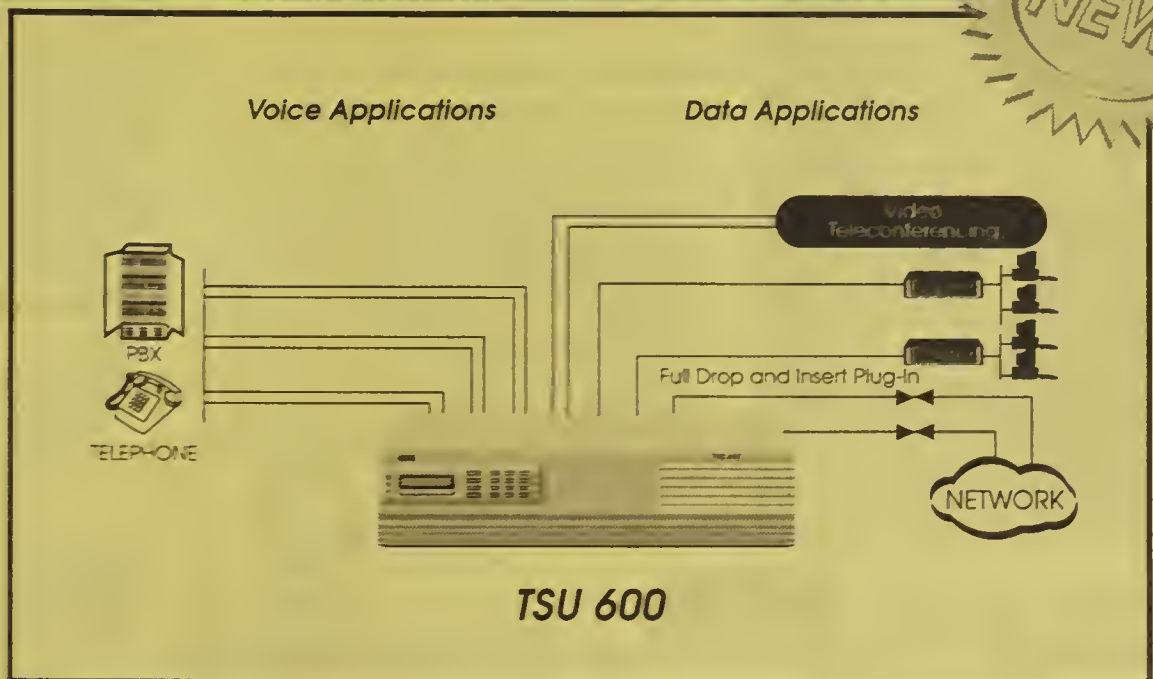 NEW
Voice Applications
Data Applications
Video
Teleconferencing
PBX
TELEPHONE
Full Drop and Insert Plug-In
NETWORK
TSU 600